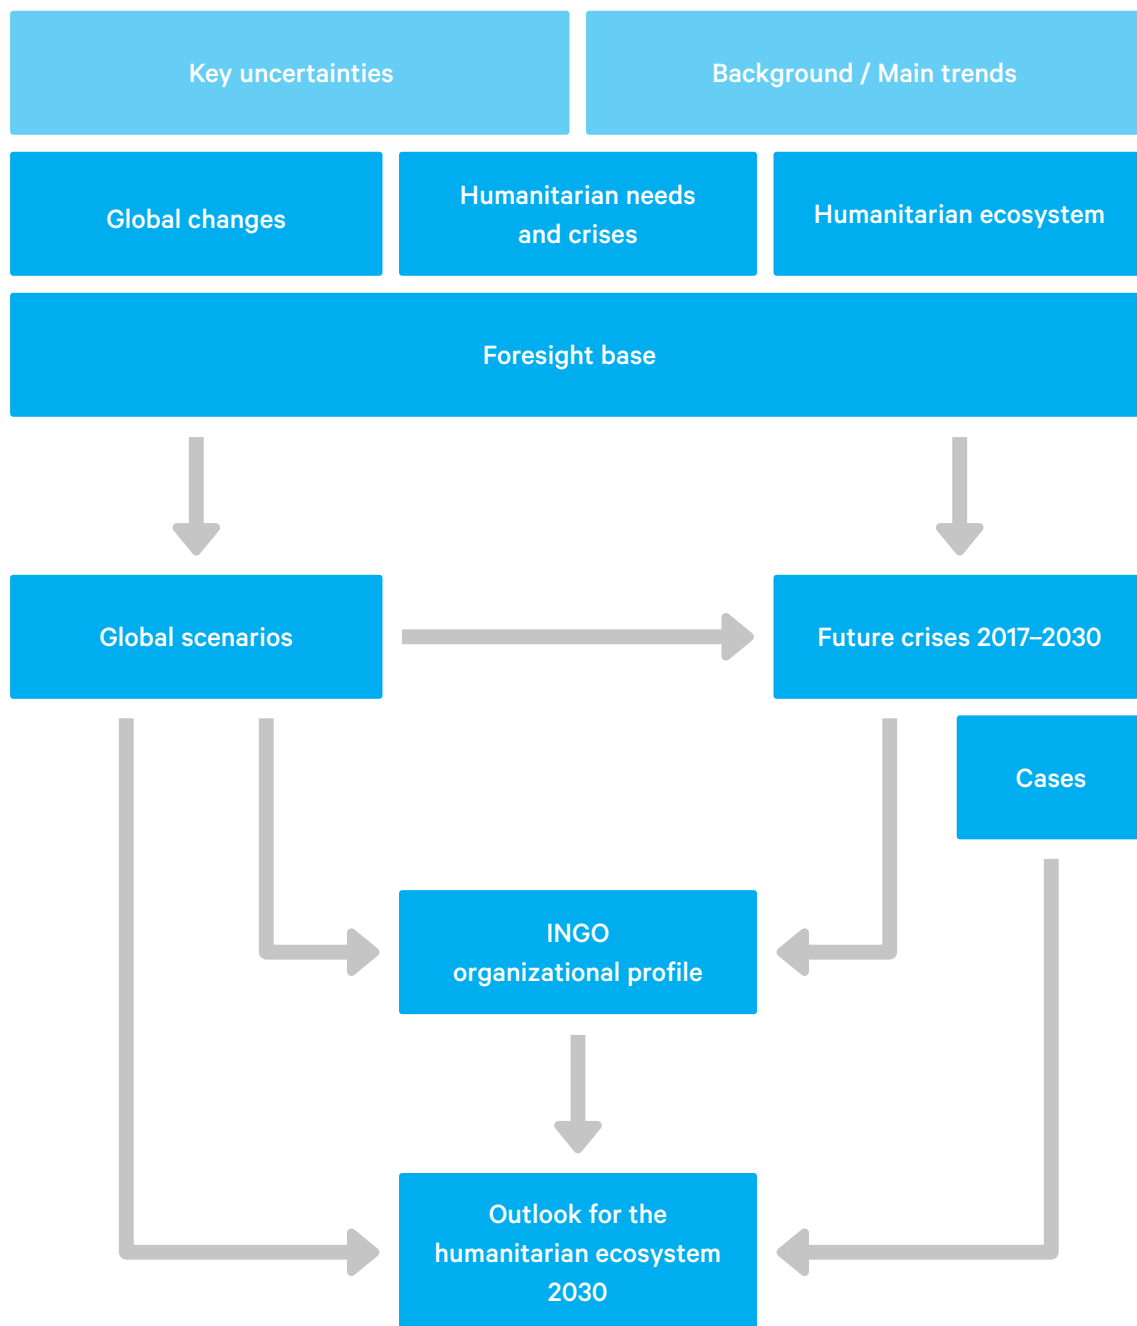 Key uncertainties
Background / Main trends
Global changes
Humanitarian needs
and crises
Humanitarian ecosystem
Foresight base
Global scenarios
Future crises 2017–2030
Cases
INGO
organizational profile
Outlook for the
humanitarian ecosystem
2030